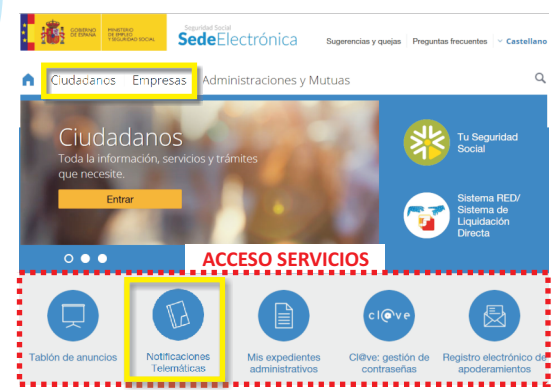 GOBIERNO DE ESPAÑA
MINISTERIO DE EMPLEO Y SEGURIDAD SOCIAL
Seguridad Social
SedeElectrónica
Sugerencias y quejas
Preguntas frecuentes
Castellano
Ciudadanos
Empresas
Administraciones y Mutuas
Ciudadanos
Toda la información, servicios y trámites
que necesite.
Entrar
Tu Seguridad
Social
Sistema RED/
Sistema de
Liquidación
Directa
ACCESO SERVICIOS
cl@ve
Tablón de anuncios
Notificaciones
Telemáticas
Mis expedientes
administrativos
Cl@ve: gestión de
contraseñas
Registro electrónico de
apoderamientos